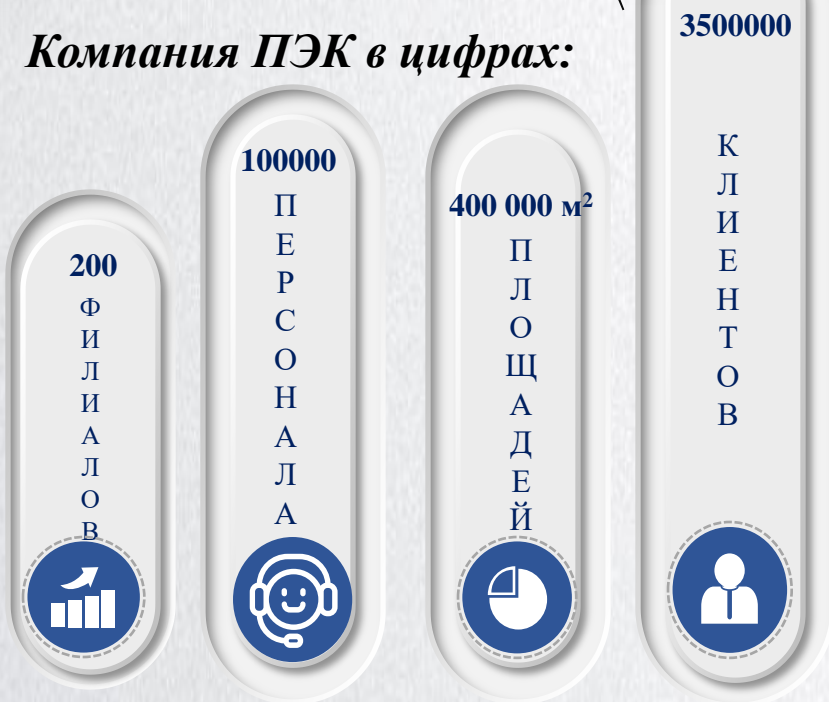 Компания ПЭК в цифрах:
200
ФИЛИАЛОВ
100000
ПЕРСОНАЛА
400 000 м²
ПЛОЩАДЕЙ
3500000
КЛИЕНТОВ